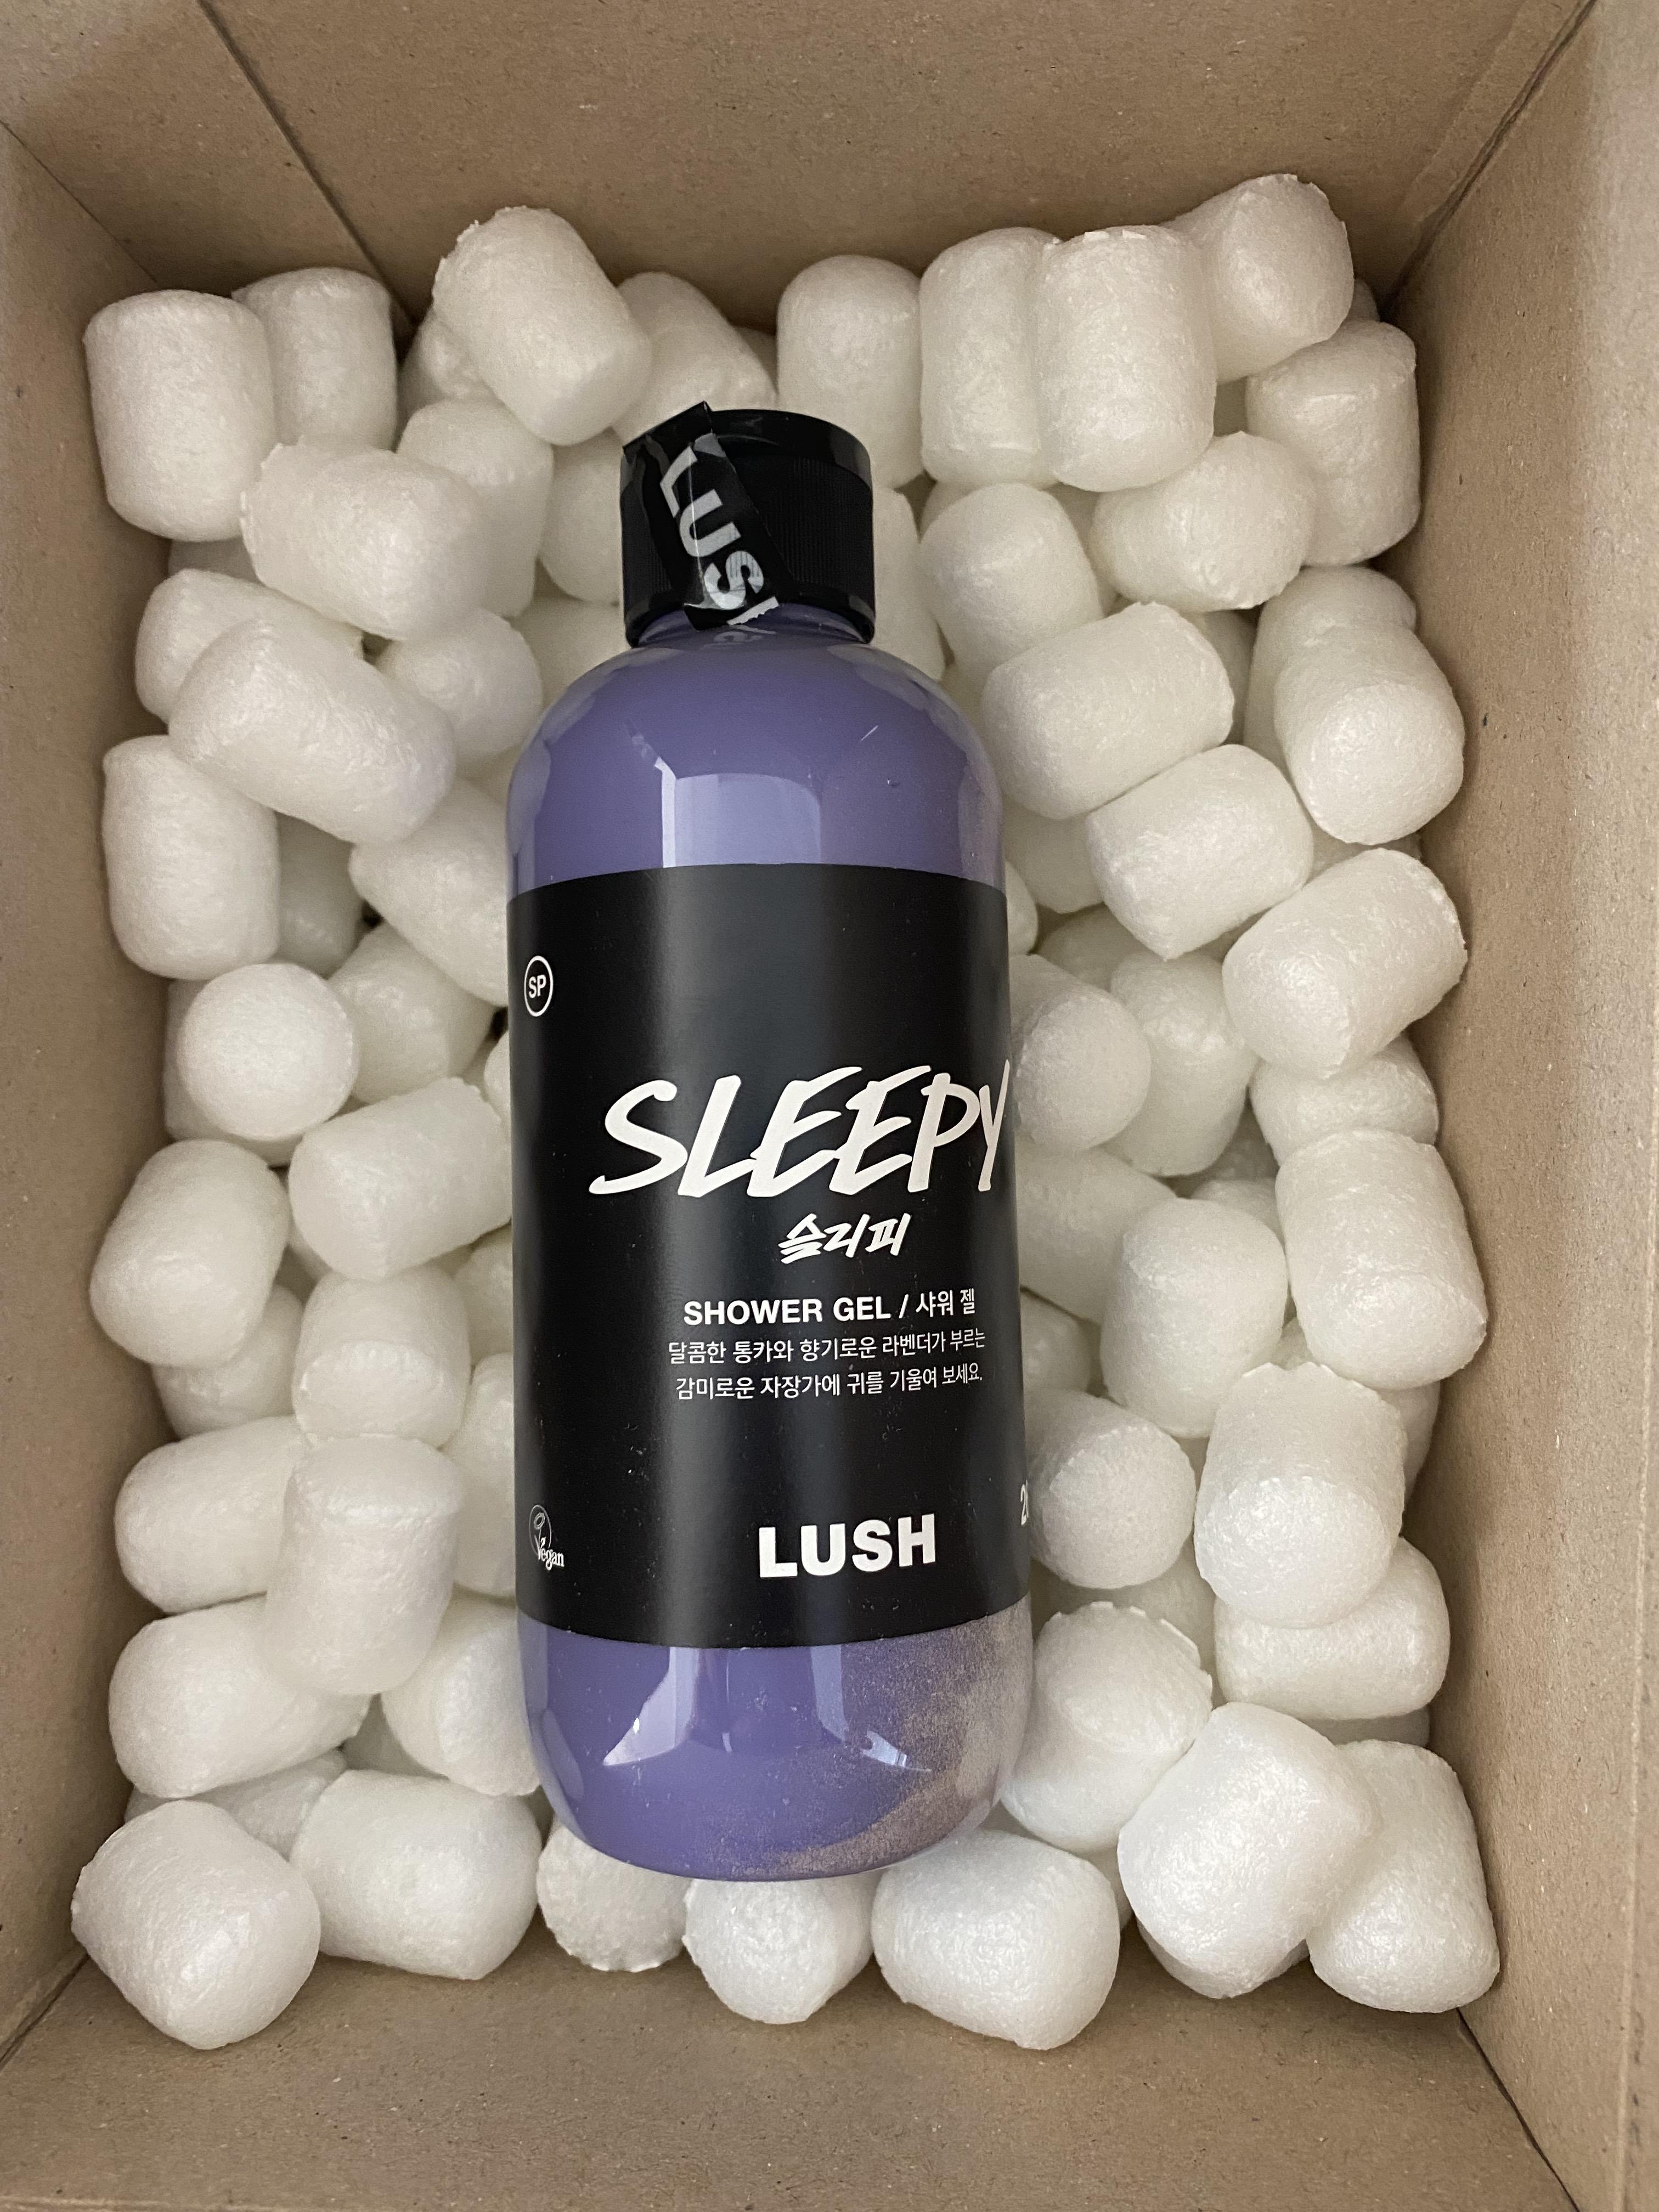 LUSH
SP
SLEEPY
슬리피
SHOWER GEL / 샤워 젤
달콤한 통카와 향기로운 라벤더가 부르는
감미로운 자장가에 귀를 기울여 보세요.
Vegan
LUSH